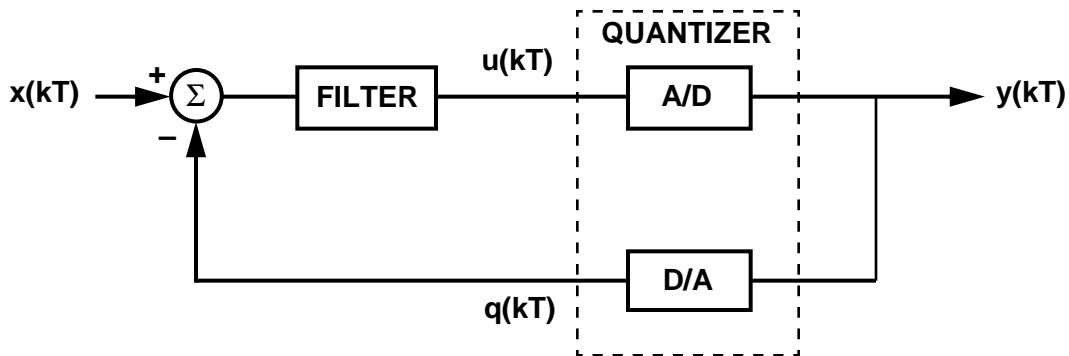 QUANTIZER
u(kT)
x(kT)
+
Σ
FILTER
A/D
y(kT)
–
D/A
q(kT)